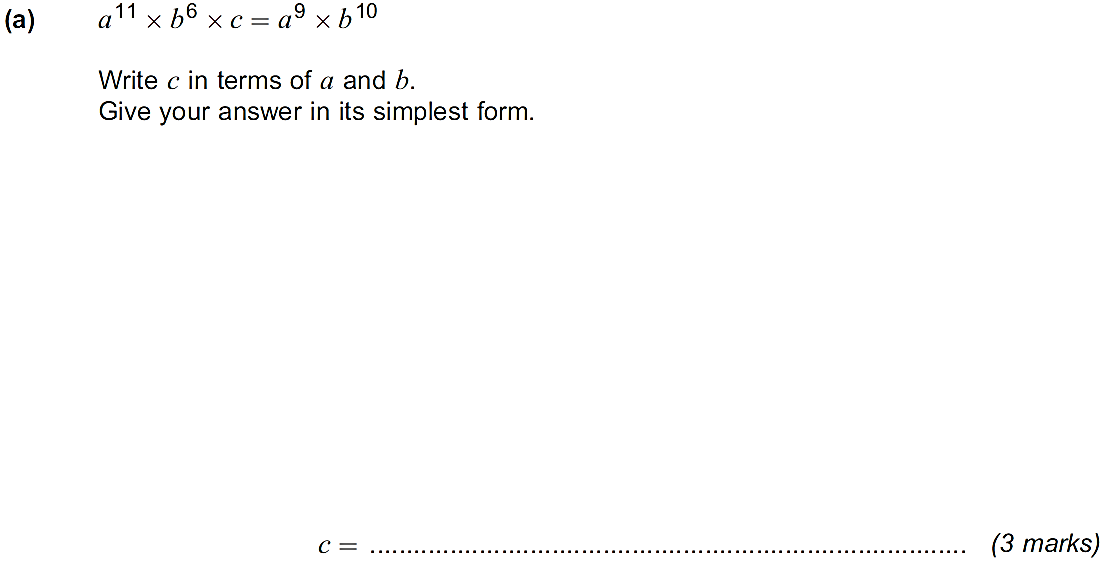 (a) a¹¹ × b⁶ × c = a⁹ × b¹⁰
Write c in terms of a and b.
Give your answer in its simplest form.
c = ................................................................................ (3 marks)